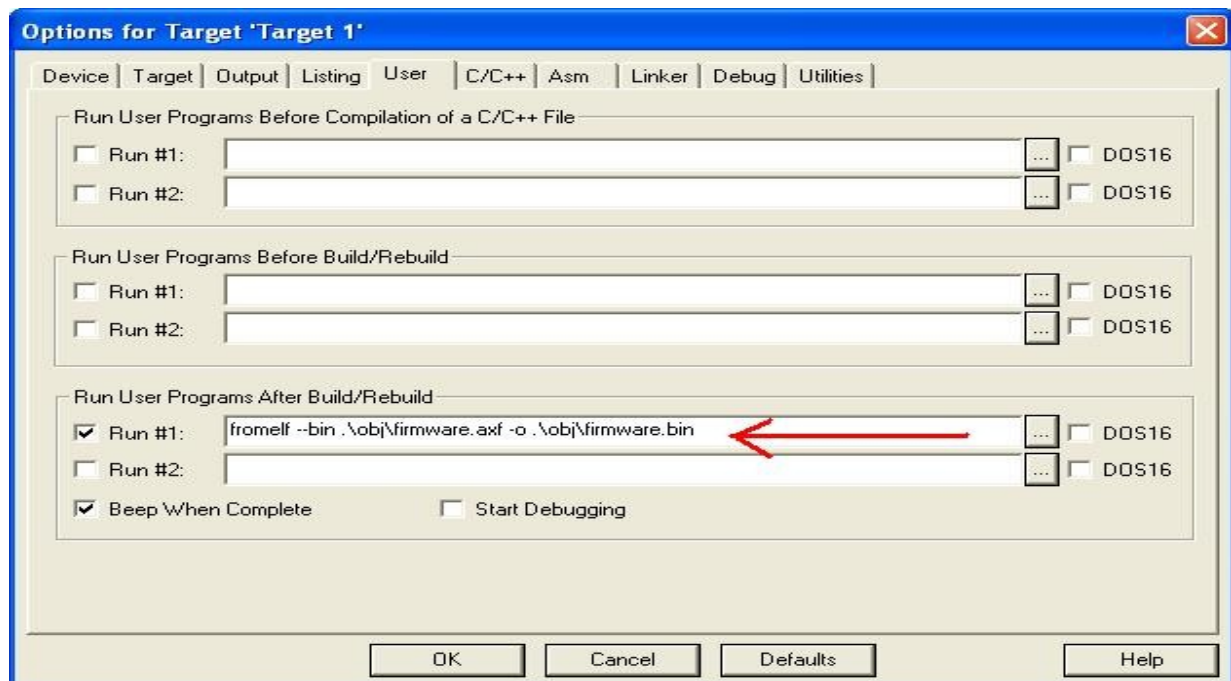 Options for Target 'Target 1'
Device Target Output Listing User C/C++ Asm Linker Debug Utilities
Run User Programs Before Compilation of a C/C++ File
Run #1: ... DOS16
Run #2: ... DOS16
Run User Programs Before Build/Rebuild
Run #1: ... DOS16
Run #2: ... DOS16
Run User Programs After Build/Rebuild
Run #1: fromelf --bin .\obj\firmware.axf -o .\obj\firmware.bin ... DOS16
Run #2: ... DOS16
Beep When Complete Start Debugging
OK Cancel Defaults Help